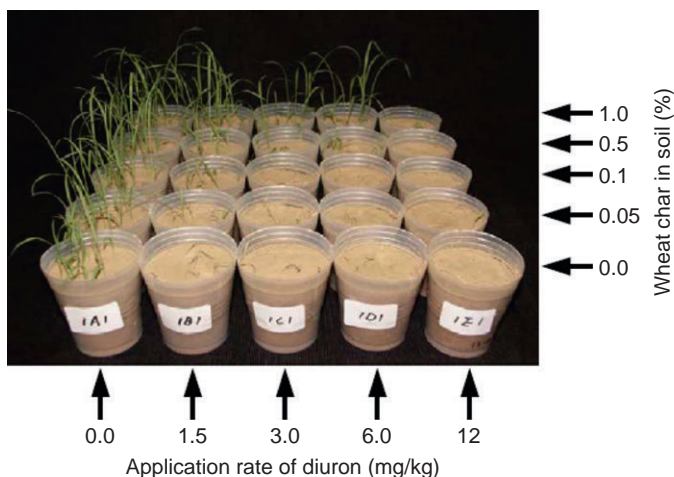 1.0
0.5
0.1
0.05
0.0
Wheat char in soil (%)
1A1
1B1
1C1
1D1
1E1
0.0 1.5 3.0 6.0 12
Application rate of diuron (mg/kg)